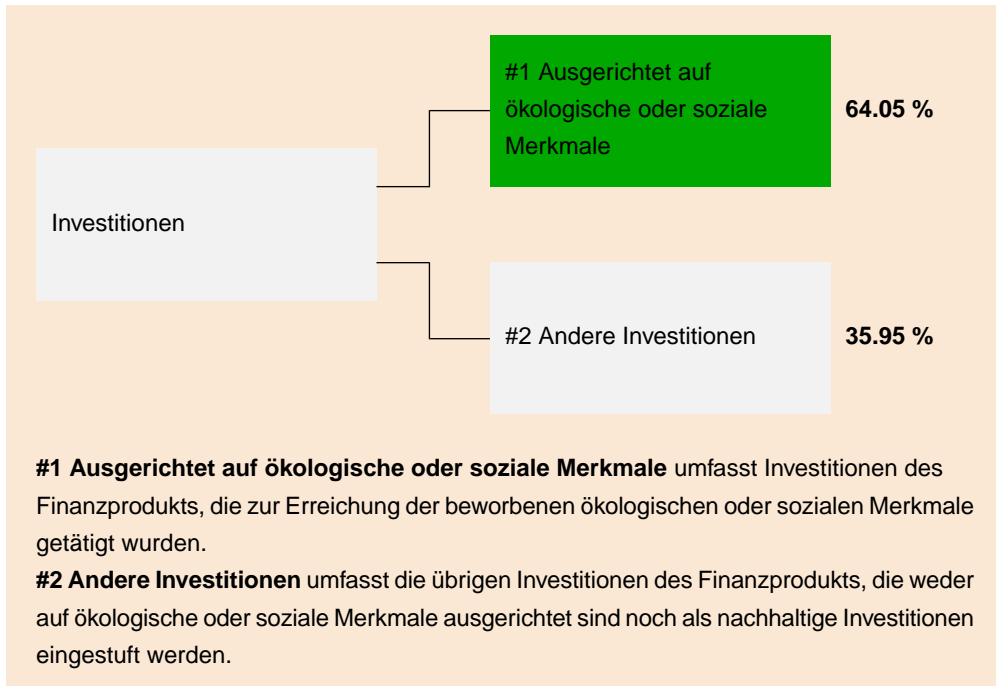 #1 Ausgerichtet auf
ökologische oder soziale
Merkmale
64.05 %
Investitionen
#2 Andere Investitionen
35.95 %
#1 Ausgerichtet auf ökologische oder soziale Merkmale umfasst Investitionen des
Finanzprodukts, die zur Erreichung der beworbenen ökologischen oder sozialen Merkmale
getätigt wurden.
#2 Andere Investitionen umfasst die übrigen Investitionen des Finanzprodukts, die weder
auf ökologische oder soziale Merkmale ausgerichtet sind noch als nachhaltige Investitionen
eingestuft werden.